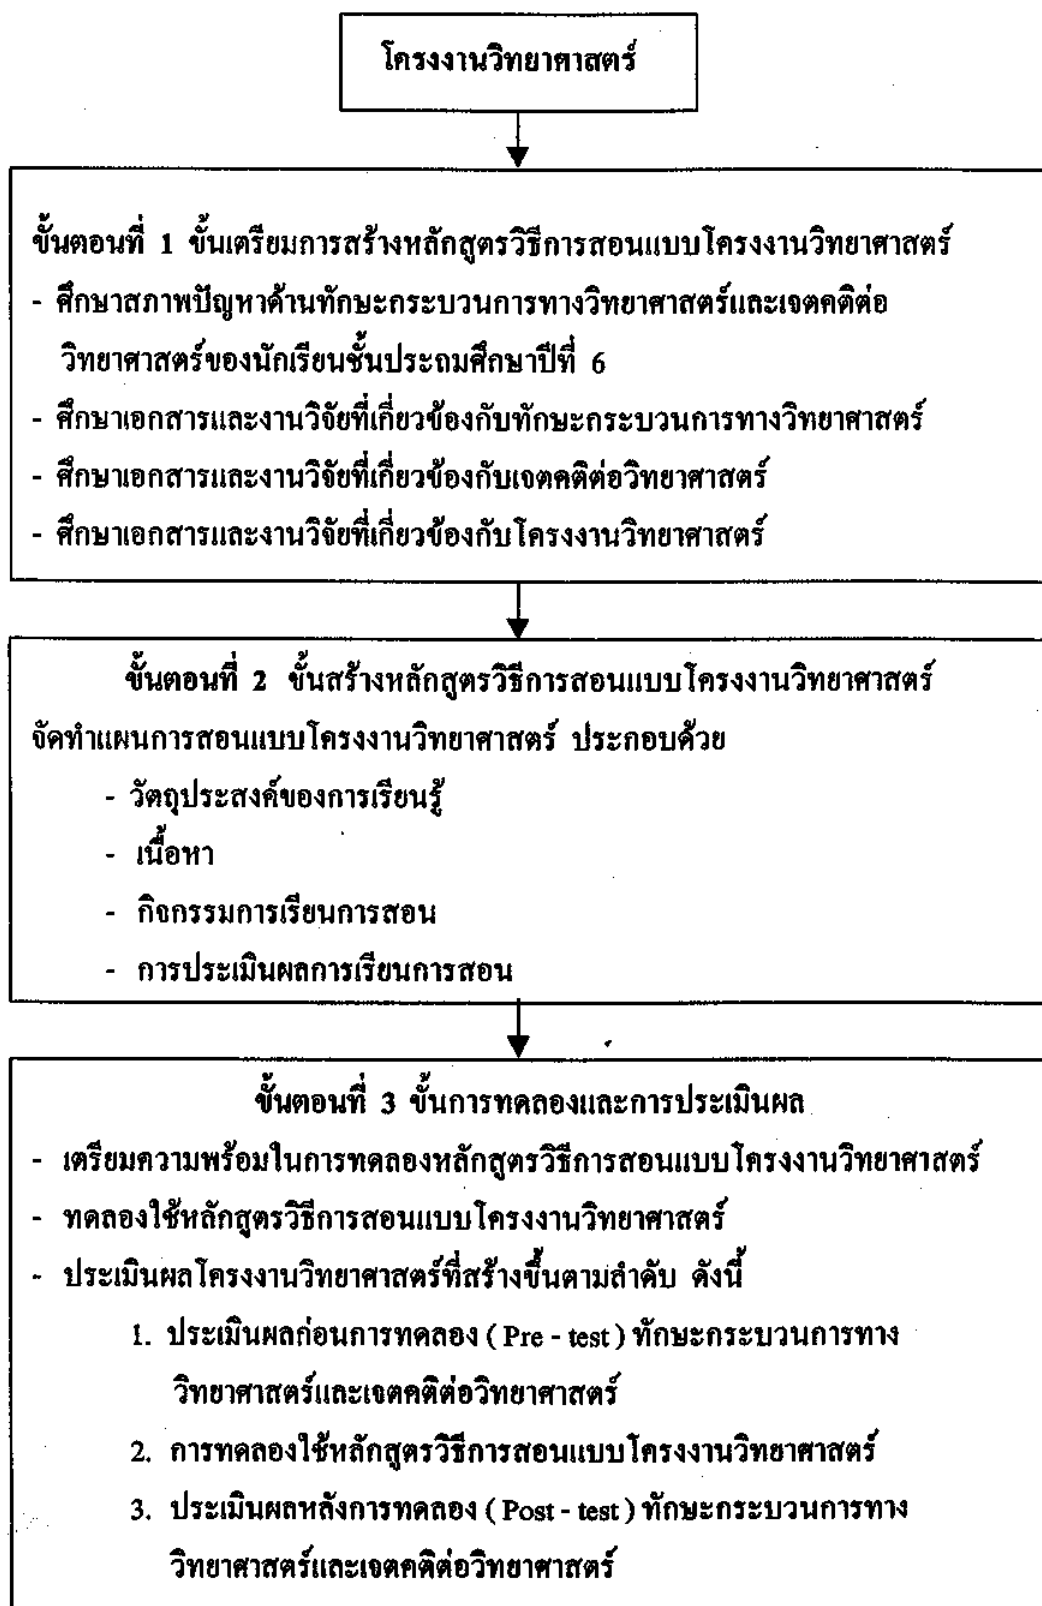 โครงงานวิทยาศาสตร์
ขั้นตอนที่ 1 ขั้นเตรียมการสร้างหลักสูตรวิธีการสอนแบบโครงงานวิทยาศาสตร์
- ศึกษาสภาพปัญหาด้านทักษะกระบวนการทางวิทยาศาสตร์และเจตคติต่อ
วิทยาศาสตร์ของนักเรียนชั้นประถมศึกษาปีที่ 6
- ศึกษาเอกสารและงานวิจัยที่เกี่ยวข้องกับทักษะกระบวนการทางวิทยาศาสตร์
- ศึกษาเอกสารและงานวิจัยที่เกี่ยวข้องกับเจตคติต่อวิทยาศาสตร์
- ศึกษาเอกสารและงานวิจัยที่เกี่ยวข้องกับโครงงานวิทยาศาสตร์
ขั้นตอนที่ 2 ขั้นสร้างหลักสูตรวิธีการสอนแบบโครงงานวิทยาศาสตร์
จัดทำแผนการสอนแบบโครงงานวิทยาศาสตร์ ประกอบด้วย
- วัตถุประสงค์ของการเรียนรู้
- เนื้อหา
- กิจกรรมการเรียนการสอน
- การประเมินผลการเรียนการสอน
ขั้นตอนที่ 3 ขั้นการทดลองและการประเมินผล
- เตรียมความพร้อมในการทดลองหลักสูตรวิธีการสอนแบบโครงงานวิทยาศาสตร์
- ทดลองใช้หลักสูตรวิธีการสอนแบบโครงงานวิทยาศาสตร์
- ประเมินผลโครงงานวิทยาศาสตร์ที่สร้างขึ้นตามลำดับ ดังนี้
1. ประเมินผลก่อนการทดลอง ( Pre - test ) ทักษะกระบวนการทาง
วิทยาศาสตร์และเจตคติต่อวิทยาศาสตร์
2. การทดลองใช้หลักสูตรวิธีการสอนแบบโครงงานวิทยาศาสตร์
3. ประเมินผลหลังการทดลอง ( Post - test ) ทักษะกระบวนการทาง
วิทยาศาสตร์และเจตคติต่อวิทยาศาสตร์